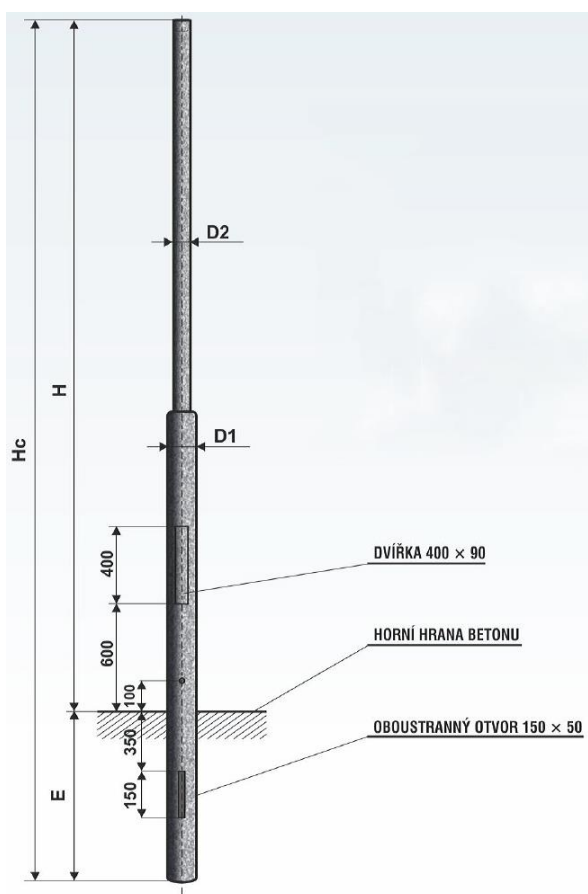 D2
H
Hc
D1
400
DVÍŘKA 400 × 90
600
HORNÍ HRANA BETONU
100
350
OBOUSTRANNÝ OTVOR 150 × 50
E
150